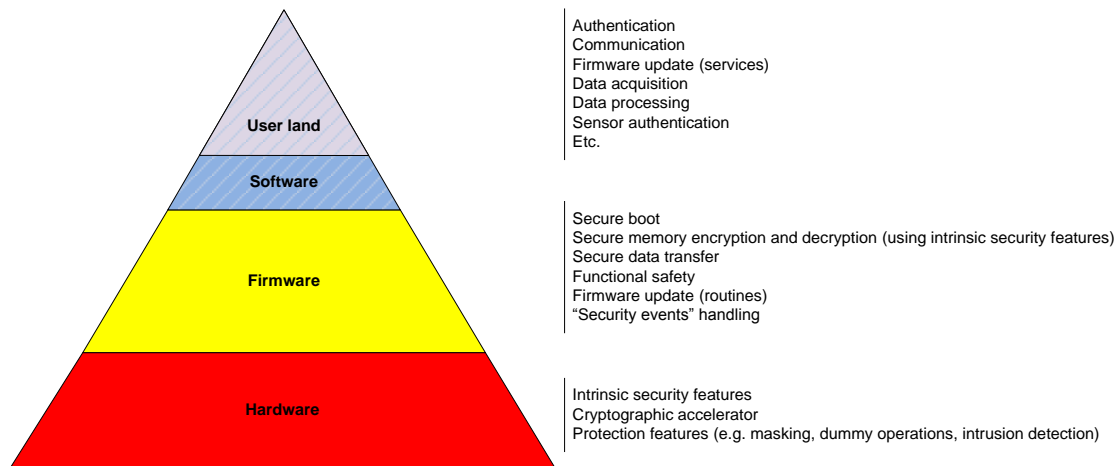 Authentication
Communication
Firmware update (services)
Data acquisition
Data processing
Sensor authentication
Etc.
User land
Software
Secure boot
Secure memory encryption and decryption (using intrinsic security features)
Secure data transfer
Functional safety
Firmware update (routines)
“Security events” handling
Firmware
Intrinsic security features
Cryptographic accelerator
Protection features (e.g. masking, dummy operations, intrusion detection)
Hardware